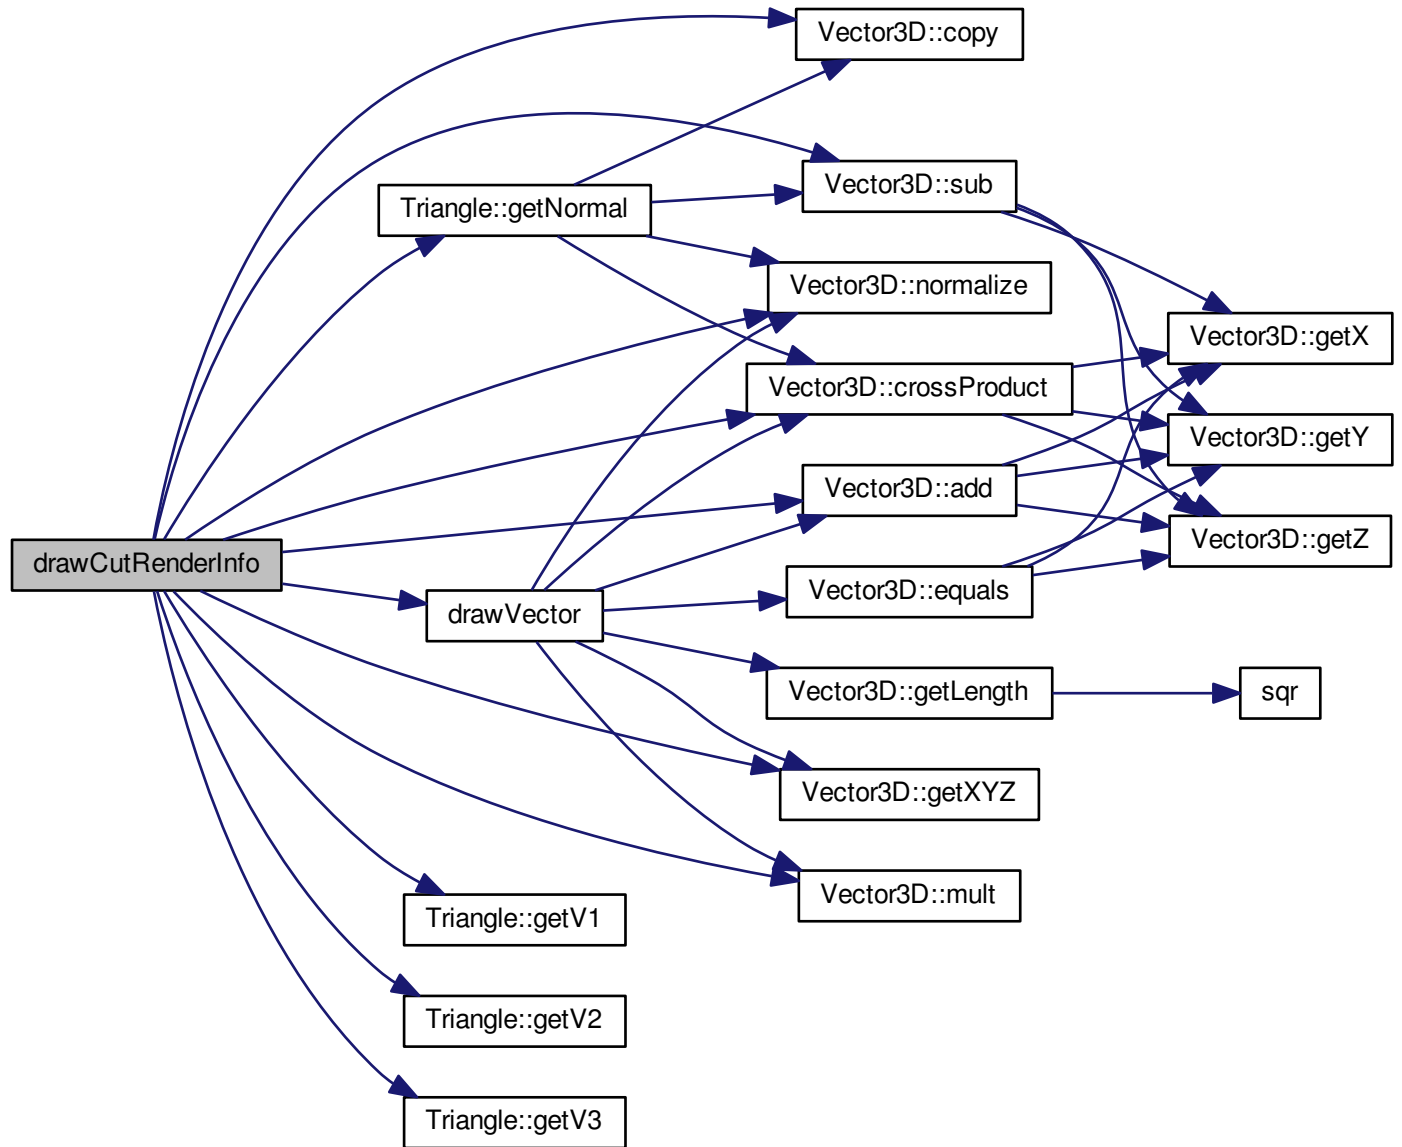 Vector3D::copy
Vector3D::sub
Triangle::getNormal
Vector3D::normalize
Vector3D::getX
Vector3D::crossProduct
Vector3D::getY
Vector3D::add
Vector3D::getZ
drawCutRenderInfo
Vector3D::equals
drawVector
Vector3D::getLength
sqr
Vector3D::getXYZ
Vector3D::mult
Triangle::getV1
Triangle::getV2
Triangle::getV3